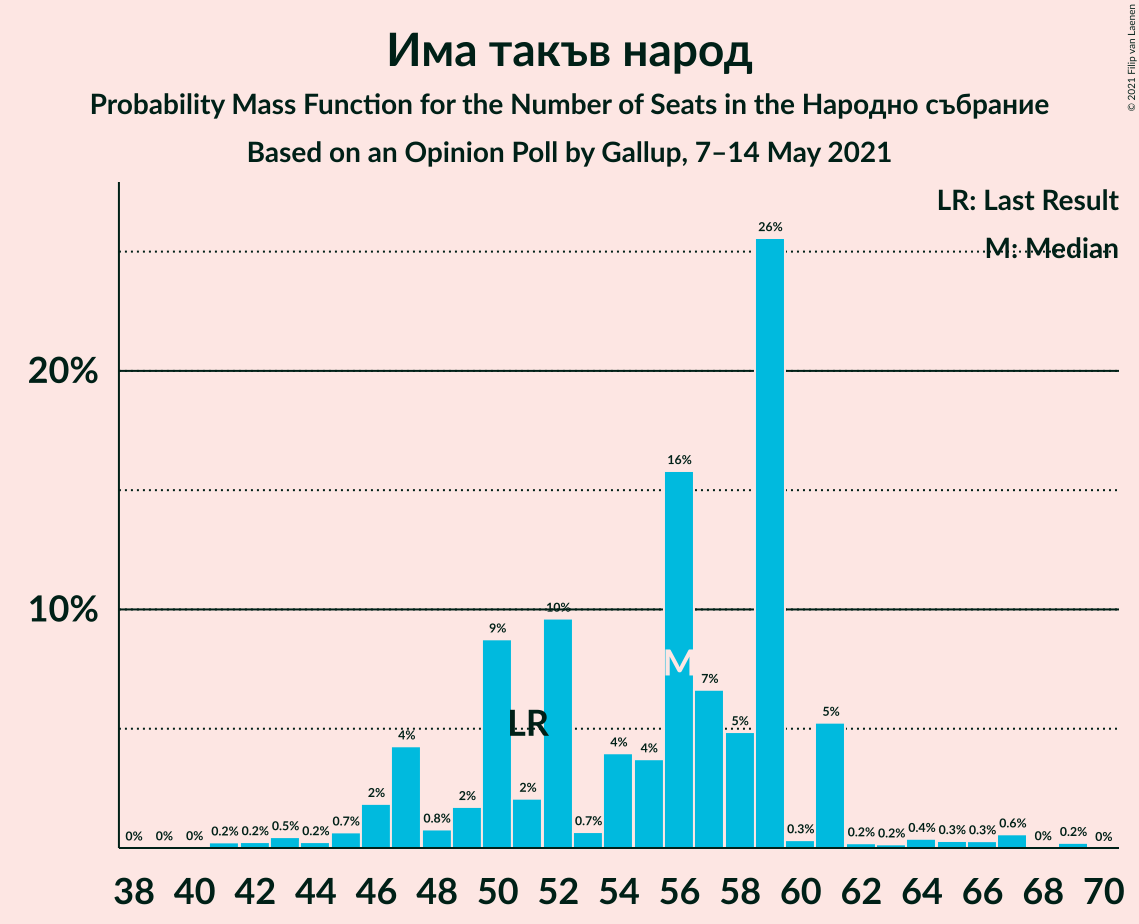 Има такъв народ
Probability Mass Function for the Number of Seats in the Народно събрание
Based on an Opinion Poll by Gallup, 7–14 May 2021
© 2021 Filip van Laenen
LR: Last Result
M: Median
20%
10%
0% 0% 0% 0.2% 0.2% 0.5% 0.2% 0.7% 2% 4% 0.8% 2% 9% 2% 10% 0.7% 4% 4% 16% 7% 5% 26% 0.3% 5% 0.2% 0.2% 0.4% 0.3% 0.3% 0.6% 0% 0.2% 0%
LR
M
38 40 42 44 46 48 50 52 54 56 58 60 62 64 66 68 70